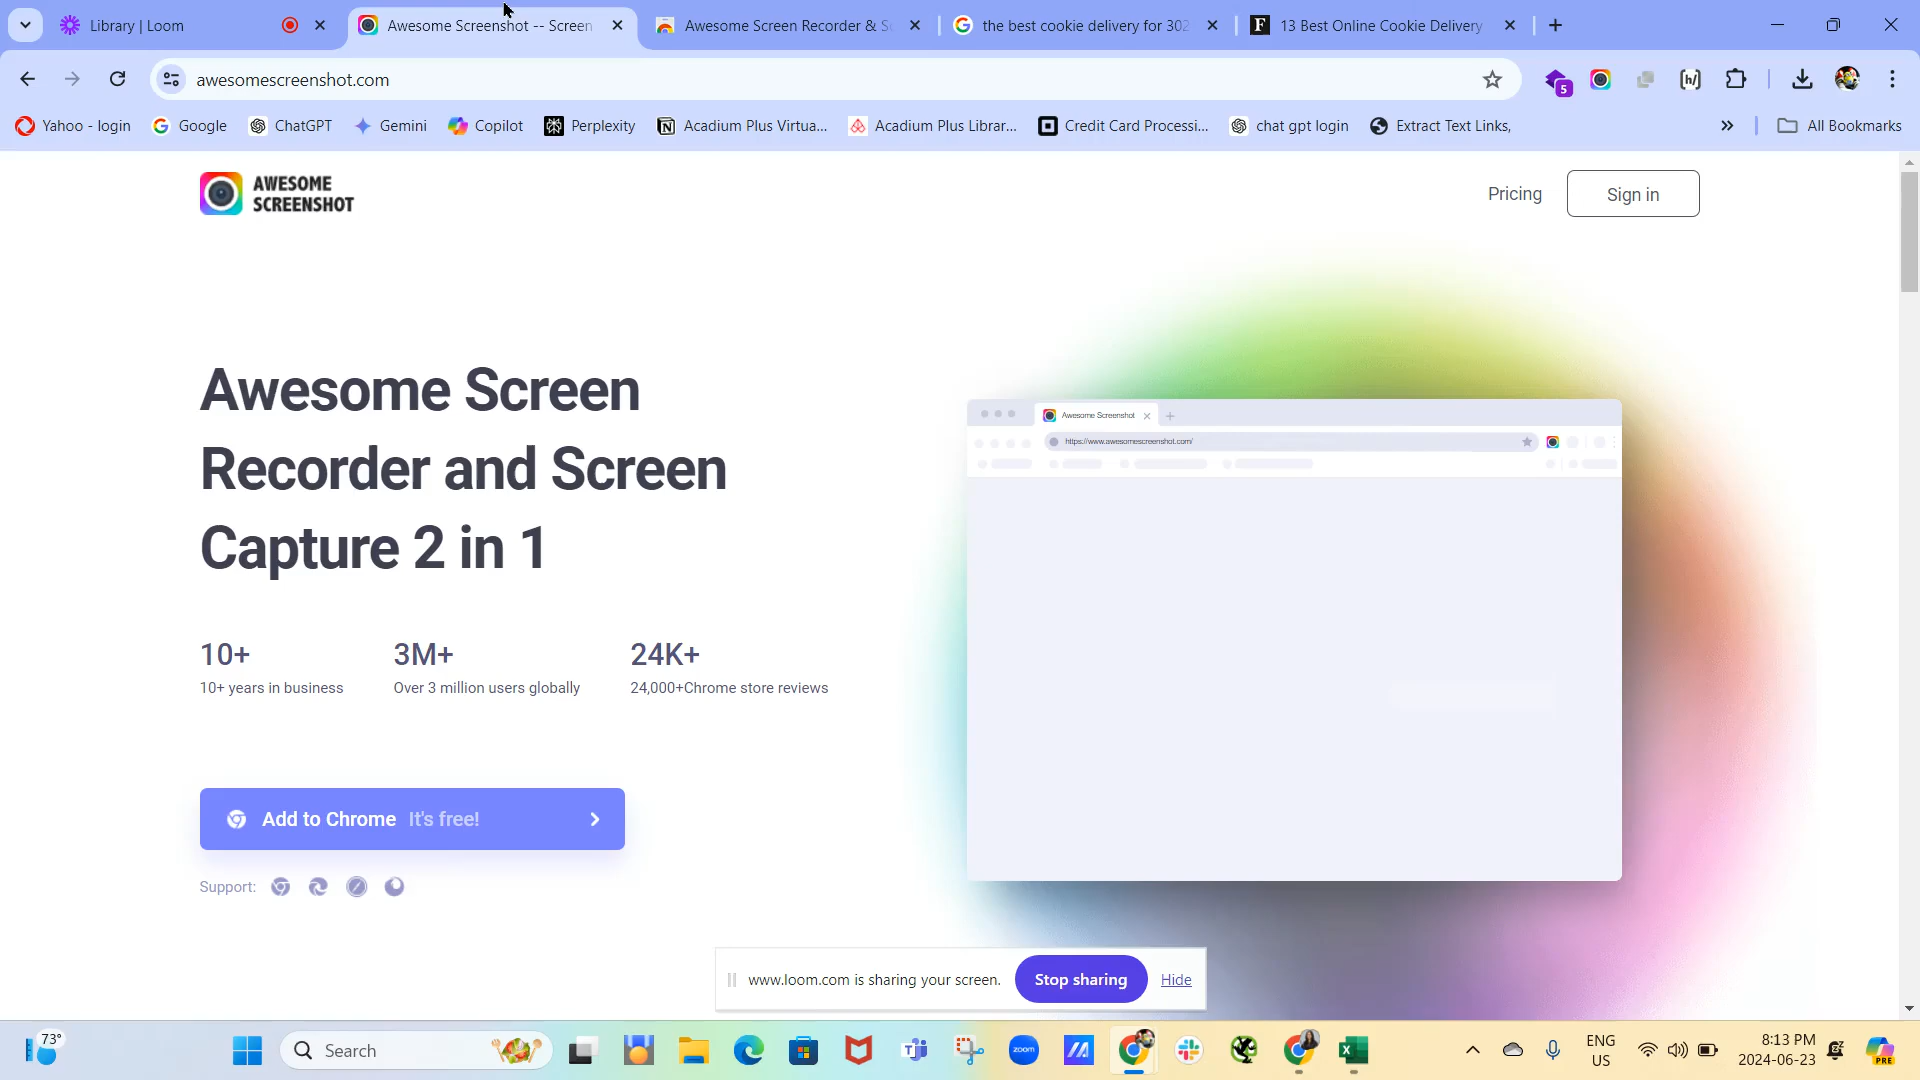 Library | Loom
Awesome Screenshot -- Screen
Awesome Screen Recorder & Sc
the best cookie delivery for 302
13 Best Online Cookie Delivery
awesomescreenshot.com
5
Yahoo - login
Google
ChatGPT
Gemini
Copilot
Perplexity
Acadium Plus Virtua...
Acadium Plus Librar...
Credit Card Processi...
chat gpt login
Extract Text Links,
All Bookmarks
AWESOME
SCREENSHOT
Pricing
Sign in
Awesome Screen
Recorder and Screen
Capture 2 in 1
10+
10+ years in business
3M+
Over 3 million users globally
24K+
24,000+Chrome store reviews
Awesome Screenshot
https://www.awesomescreenshot.com/
Add to Chrome It's free!
Support:
www.loom.com is sharing your screen.
Stop sharing
Hide
73°
Search
zoom
ENG
US
8:13 PM
2024-06-23
PRE